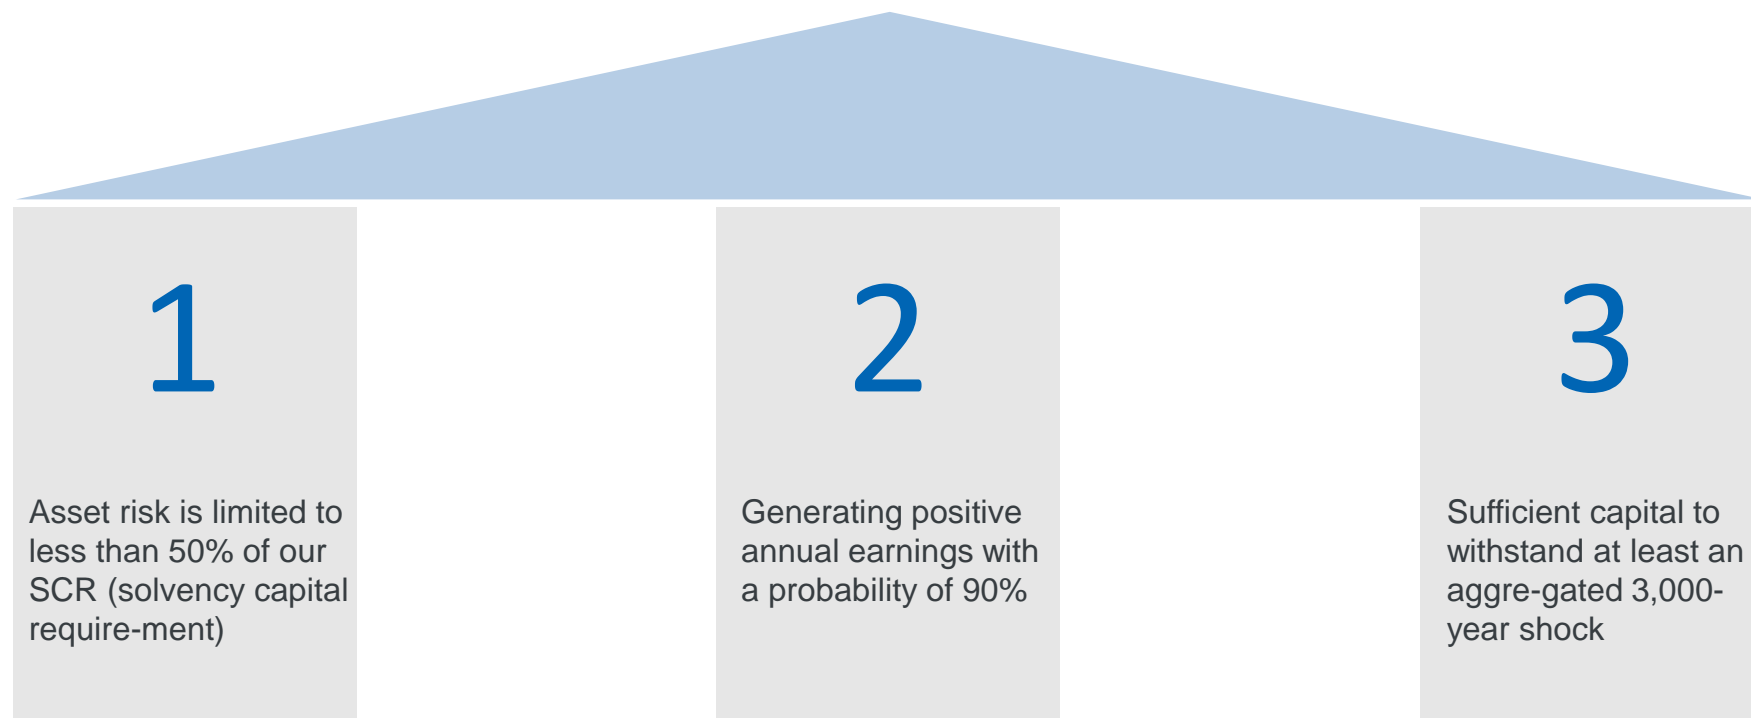 1
Asset risk is limited to
less than 50% of our
SCR (solvency capital
require-ment)
2
Generating positive
annual earnings with
a probability of 90%
3
Sufficient capital to
withstand at least an
aggre-gated 3,000-
year shock